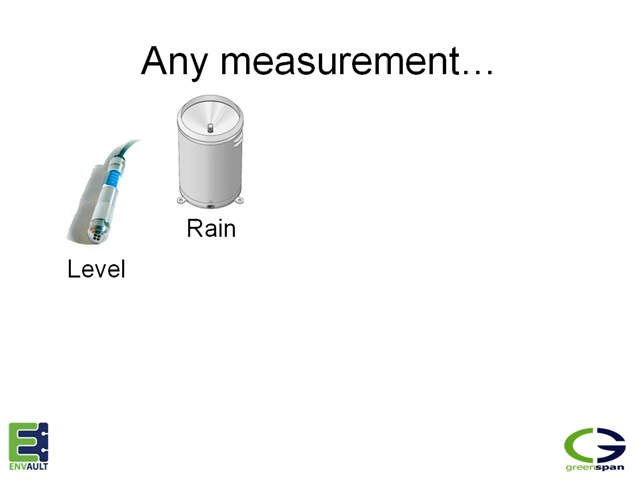 Any measurement…
Rain
Level
ENVAULT
greenspan